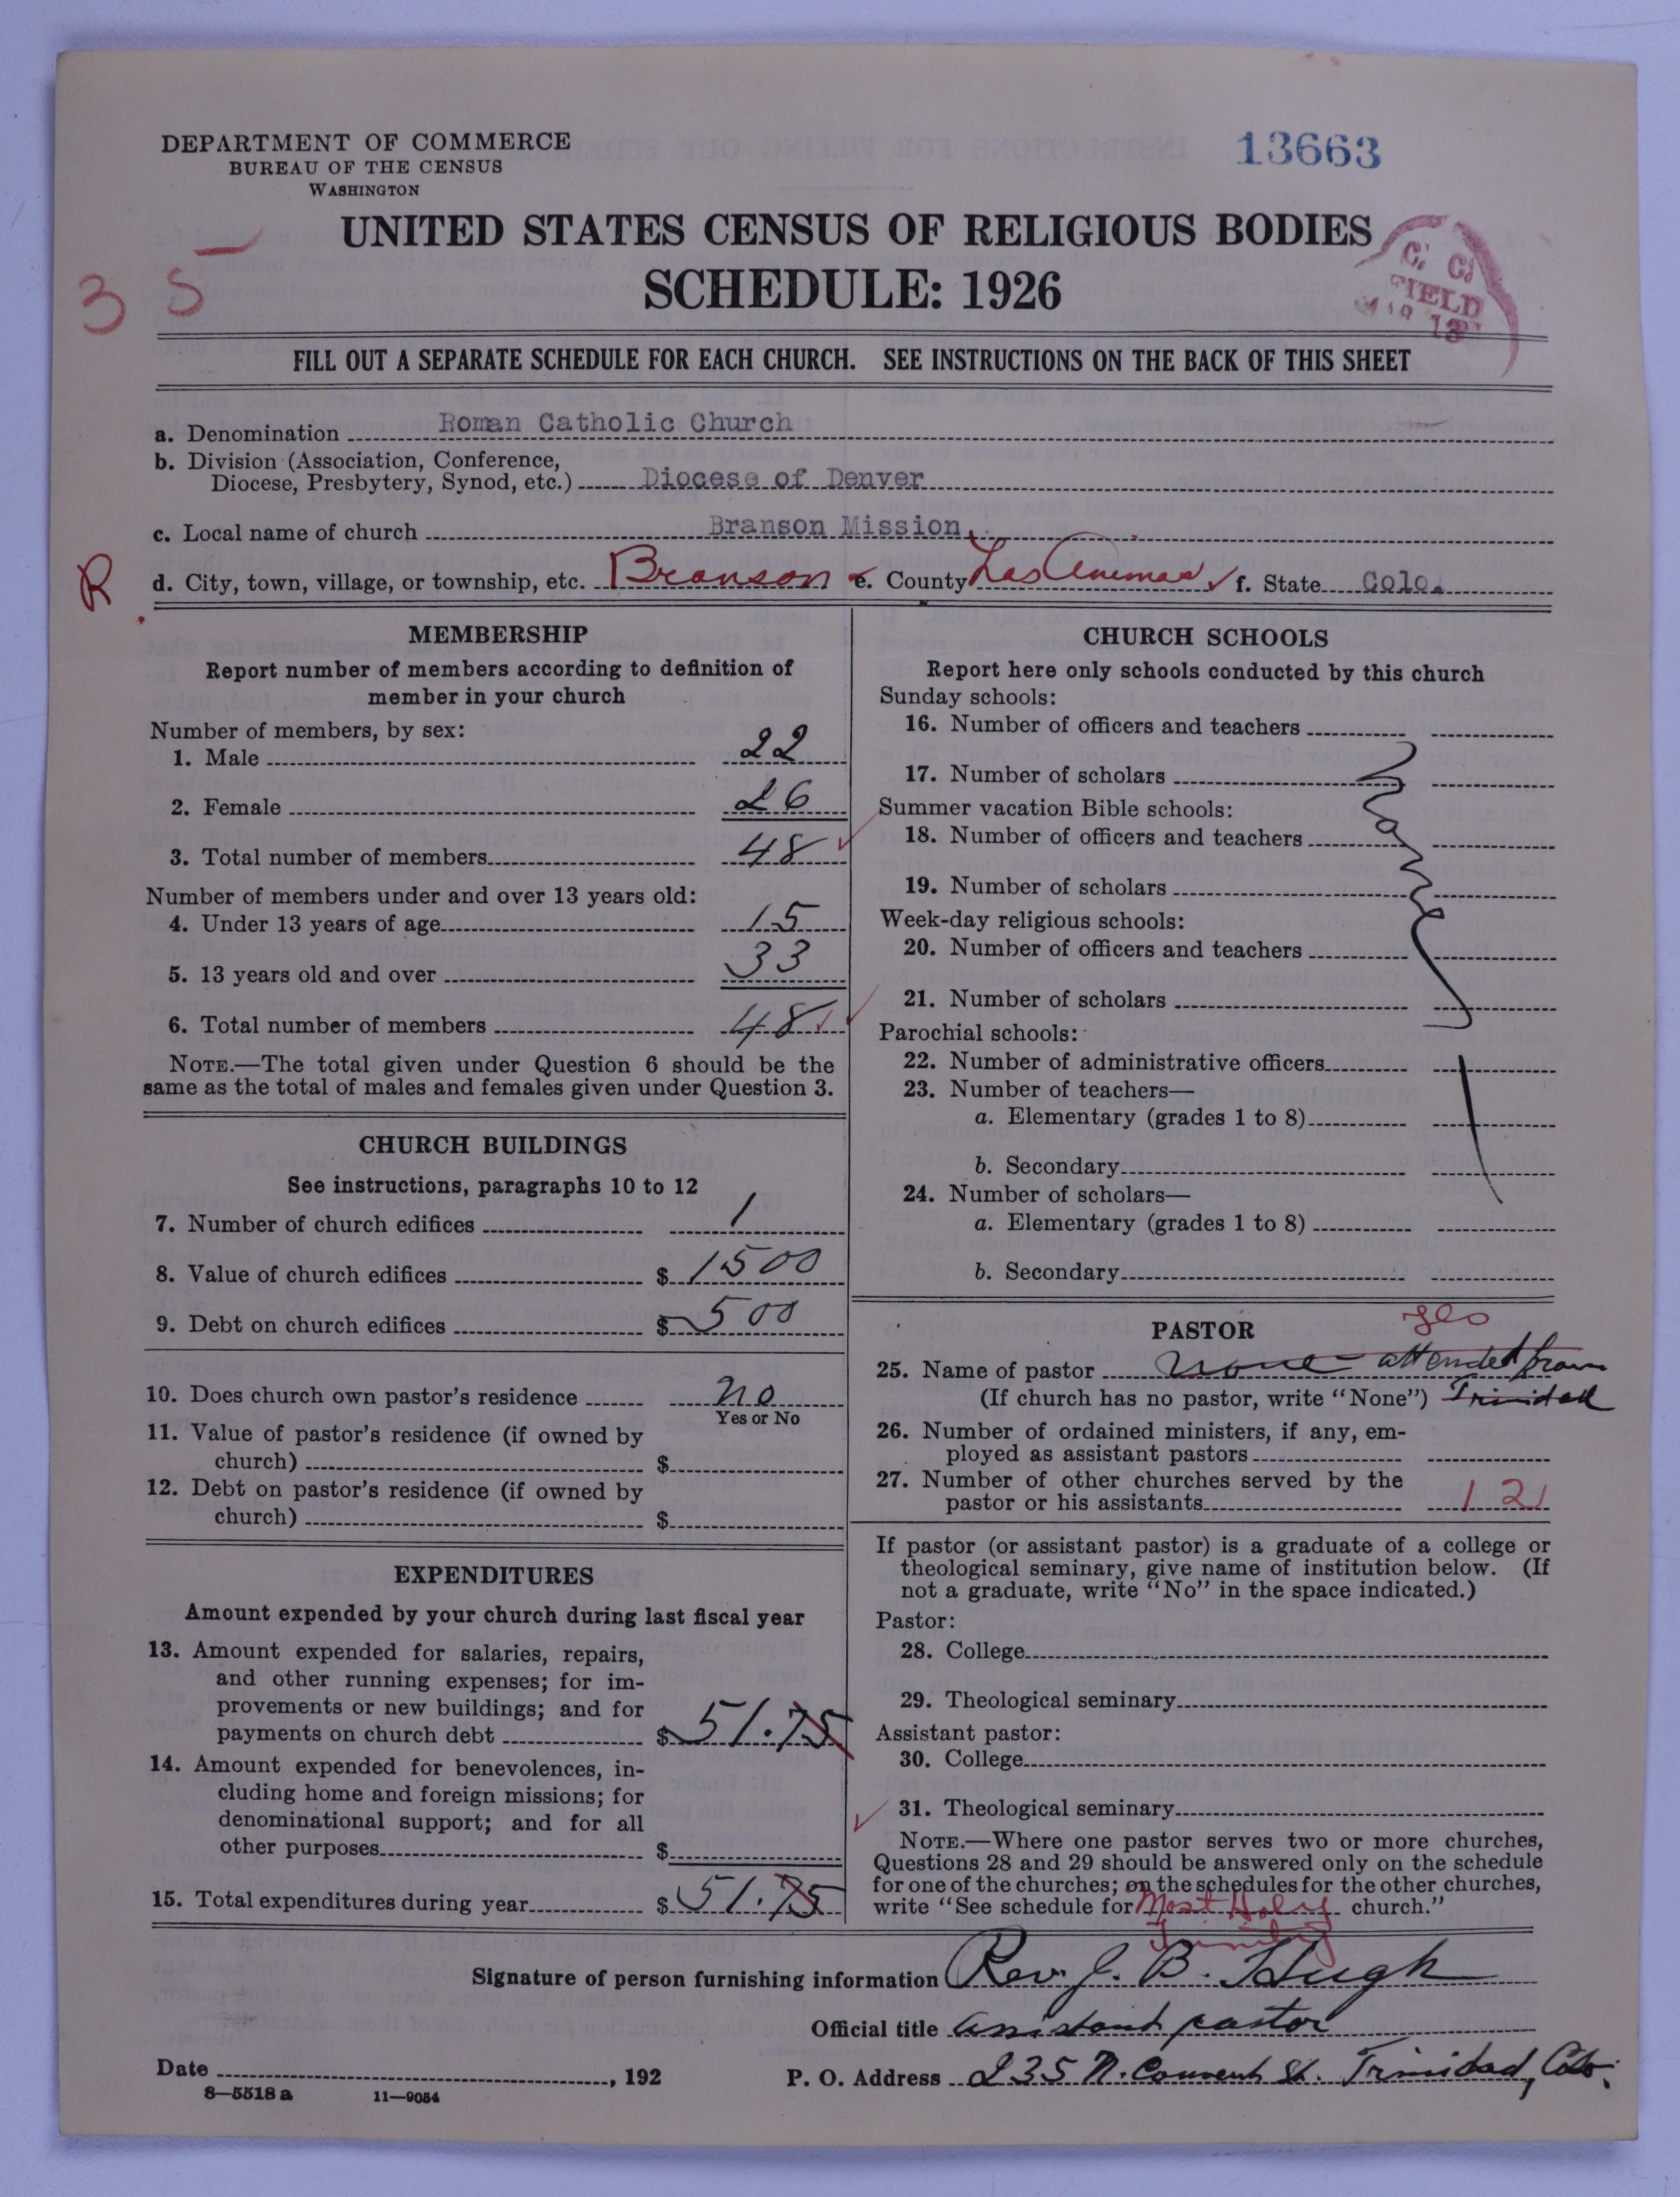 DEPARTMENT OF COMMERCE
BUREAU OF THE CENSUS
WASHINGTON
13663
UNITED STATES CENSUS OF RELIGIOUS BODIES
SCHEDULE: 1926
35
FIELD
FILL OUT A SEPARATE SCHEDULE FOR EACH CHURCH. SEE INSTRUCTIONS ON THE BACK OF THIS SHEET
a. Denomination Roman Catholic Church
b. Division (Association, Conference,
Diocese, Presbytery, Synod, etc.) Diocese of Denver
c. Local name of church Branson Mission.
R d. City, town, village, or township, etc. Branson e. County Las Animas f. State Colo.
MEMBERSHIP
Report number of members according to definition of
member in your church
Number of members, by sex:
1. Male 22
2. Female 26
3. Total number of members 48
Number of members under and over 13 years old:
4. Under 13 years of age 15
5. 13 years old and over 33
6. Total number of members 48
NOTE.—The total given under Question 6 should be the
same as the total of males and females given under Question 3.
CHURCH BUILDINGS
See instructions, paragraphs 10 to 12
7. Number of church edifices 1
8. Value of church edifices $ 1500
9. Debt on church edifices $ 500
10. Does church own pastor's residence no
Yes or No
11. Value of pastor's residence (if owned by
church) $
12. Debt on pastor's residence (if owned by
church) $
EXPENDITURES
Amount expended by your church during last fiscal year
13. Amount expended for salaries, repairs,
and other running expenses; for im-
provements or new buildings; and for
payments on church debt $ 51.75
14. Amount expended for benevolences, in-
cluding home and foreign missions; for
denominational support; and for all
other purposes $
15. Total expenditures during year $ 51.75
CHURCH SCHOOLS
Report here only schools conducted by this church
Sunday schools:
16. Number of officers and teachers
17. Number of scholars
Summer vacation Bible schools:
18. Number of officers and teachers
19. Number of scholars
Week-day religious schools:
20. Number of officers and teachers
21. Number of scholars
Parochial schools:
22. Number of administrative officers
23. Number of teachers—
a. Elementary (grades 1 to 8)
b. Secondary
24. Number of scholars—
a. Elementary (grades 1 to 8)
b. Secondary
PASTOR
yes
25. Name of pastor none attended from
(If church has no pastor, write "None") Trinidad
26. Number of ordained ministers, if any, em-
ployed as assistant pastors
27. Number of other churches served by the
pastor or his assistants 121
If pastor (or assistant pastor) is a graduate of a college or
theological seminary, give name of institution below. (If
not a graduate, write "No" in the space indicated.)
Pastor:
28. College
29. Theological seminary
Assistant pastor:
30. College
31. Theological seminary
NOTE.—Where one pastor serves two or more churches,
Questions 28 and 29 should be answered only on the schedule
for one of the churches; on the schedules for the other churches,
write "See schedule for Most Holy church."
Trinity
Signature of person furnishing information Rev. J. B. Hugh
Official title assistant pastor
Date , 192
P. O. Address 235 N. Convent St. Trinidad, Colo.
8—5518 a 11—9054